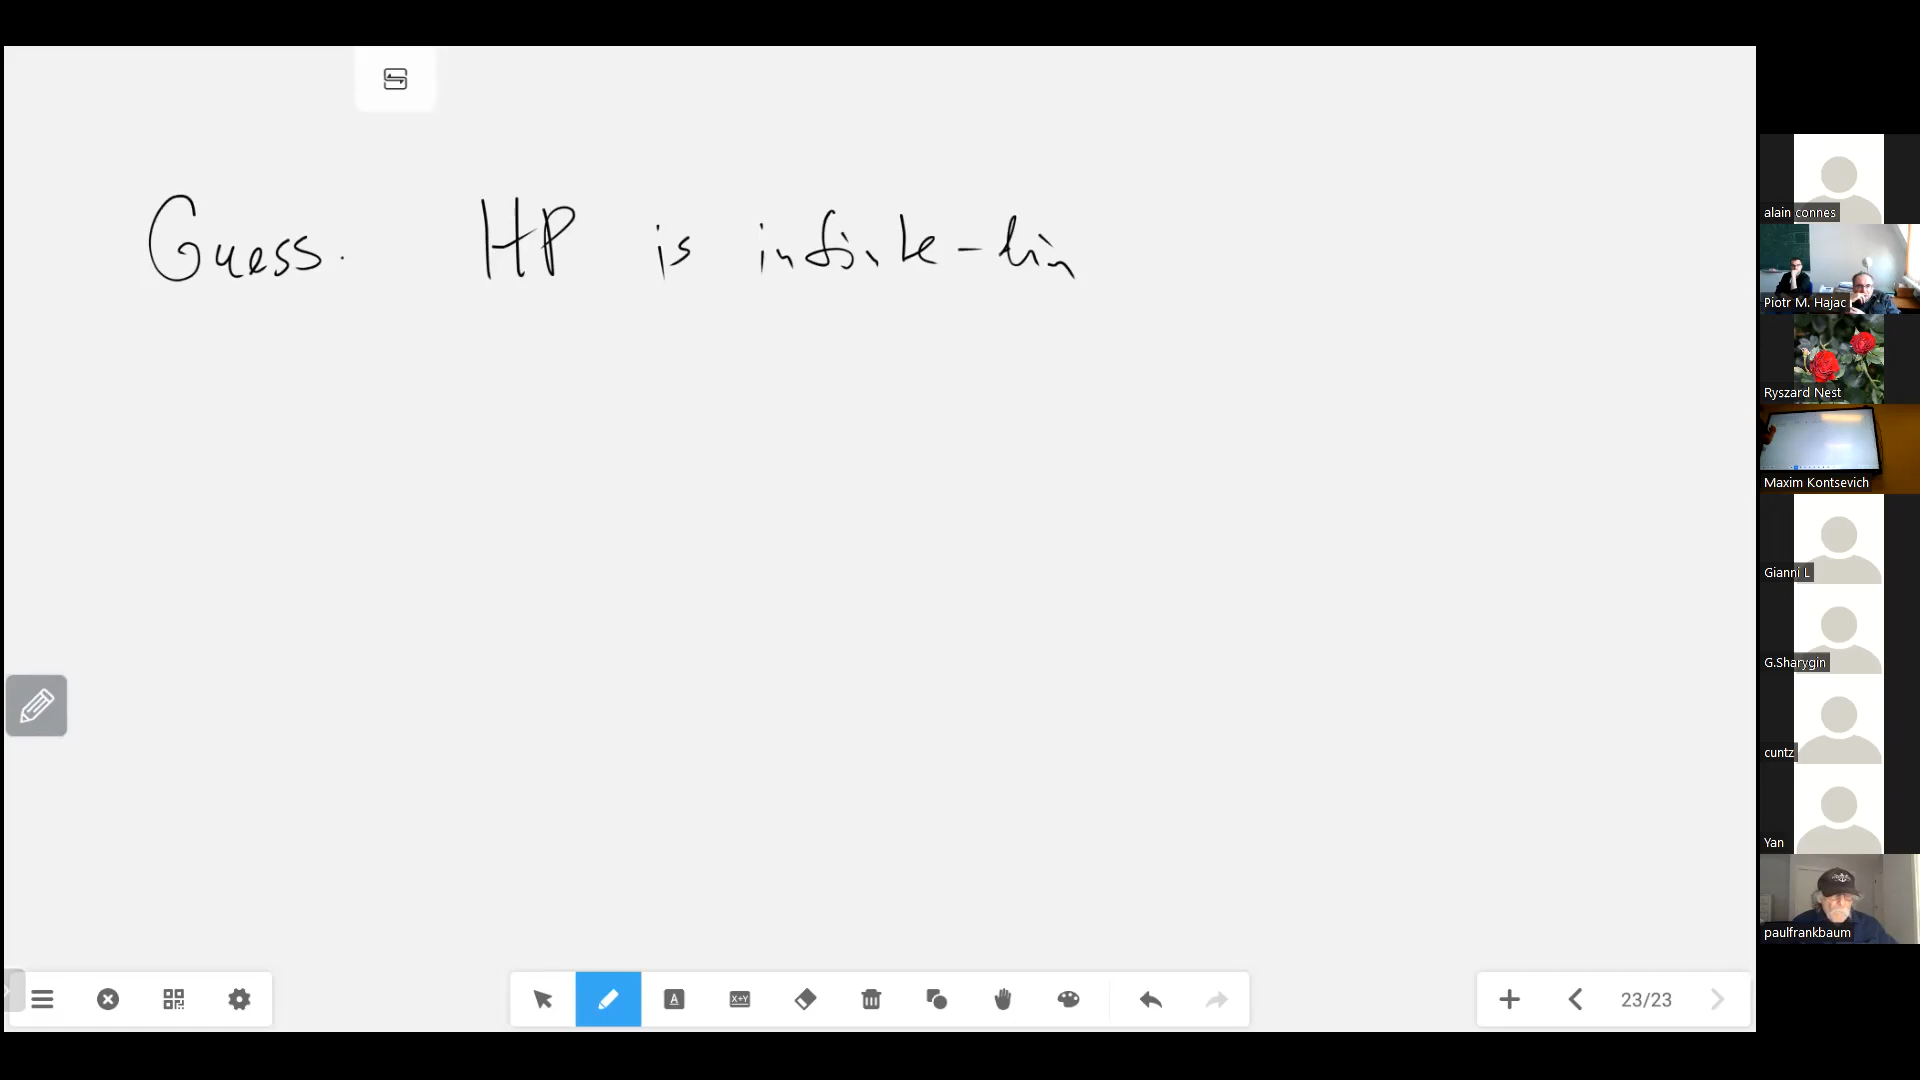 Guess. HP is infinite-dim
alain connes
Piotr M. Hajac
Ryszard Nest
Maxim Kontsevich
Gianni L
G.Sharygin
cuntz
Yan
paulfrankbaum
A
X+Y
23/23